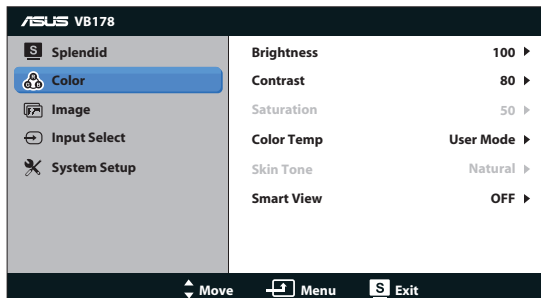 ASUS VB178
S Splendid
Color
Image
Input Select
System Setup
Brightness 100
Contrast 80
Saturation 50
Color Temp User Mode
Skin Tone Natural
Smart View OFF
Move Menu S Exit